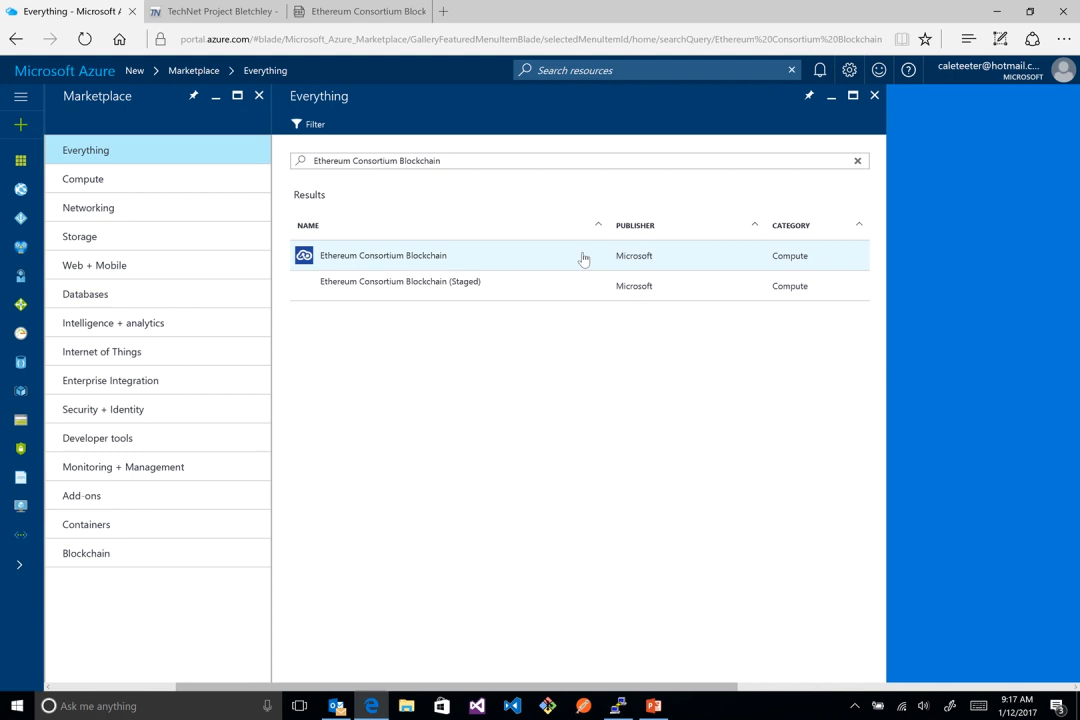 Everything - Microsoft A
TechNet Project Bletchley -
Ethereum Consortium Block
portal.azure.com/#blade/Microsoft_Azure_Marketplace/GalleryFeaturedMenuItemBlade/selectedMenuItemId/home/searchQuery/Ethereum%20Consortium%20Blockchain
Microsoft Azure New > Marketplace > Everything
Search resources
caleteeter@hotmail.c...
MICROSOFT
Marketplace
Everything
Compute
Networking
Storage
Web + Mobile
Databases
Intelligence + analytics
Internet of Things
Enterprise Integration
Security + Identity
Developer tools
Monitoring + Management
Add-ons
Containers
Blockchain
Everything
Filter
Ethereum Consortium Blockchain
Results
NAME PUBLISHER CATEGORY
Ethereum Consortium Blockchain Microsoft Compute
Ethereum Consortium Blockchain (Staged) Microsoft Compute
Ask me anything
9:17 AM
1/12/2017
3